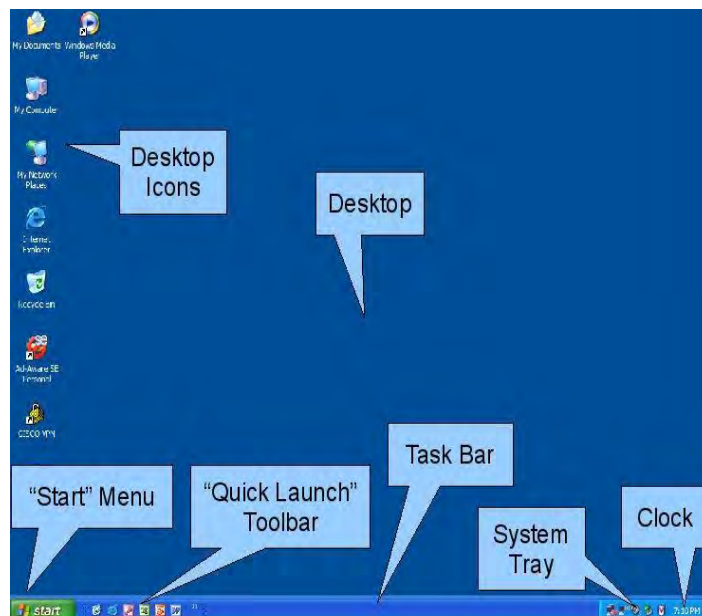 My Documents
Windows Media
Player
My Computer
My Network
Places
Desktop
Icons
Desktop
Internet
Explorer
Recycle Bin
Ad-Aware SE
Personal
CISCO VPN
Task Bar
“Start” Menu
“Quick Launch”
Toolbar
System
Tray
Clock
start
7:10 PM